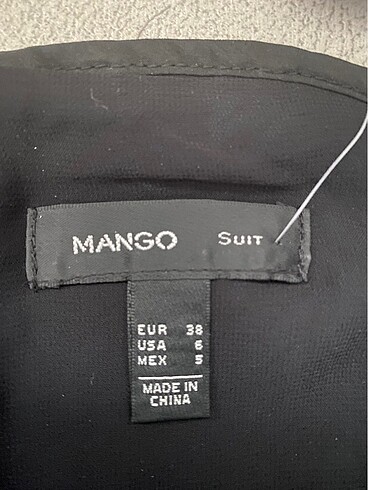 MANGO SUIT
EUR 38
USA 6
MEX 5
MADE IN
CHINA